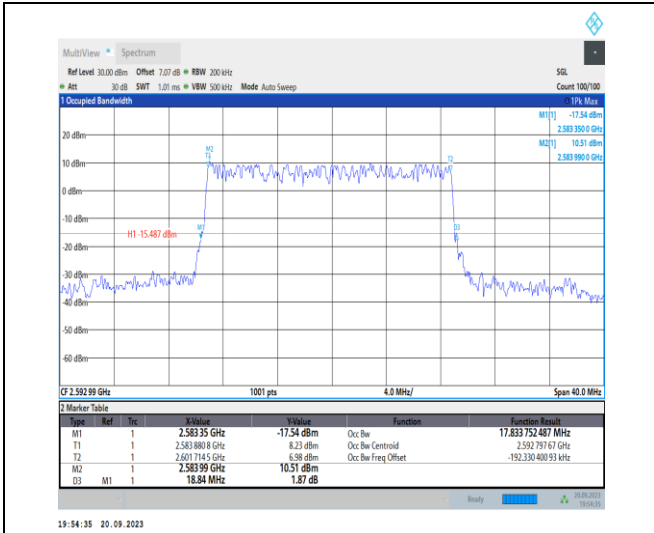 MultiView Spectrum
Ref Level 30.00 dBm Offset 7.07 dB RBW 200 kHz SGL
Att 30 dB SWT 1.01 ms VBW 500 kHz Mode Auto Sweep Count 100/100
1 Occupied Bandwidth 1Pk Max
M1[1] -17.54 dBm
2.583 350 0 GHz
M2[1] 10.51 dBm
2.583 990 0 GHz
20 dBm
M2
T1 T2
10 dBm
0 dBm
-10 dBm
M1 D3
H1 -15.487 dBm
-20 dBm
-30 dBm
-40 dBm
-50 dBm
-60 dBm
CF 2.592 99 GHz 1001 pts 4.0 MHz/ Span 40.0 MHz
2 Marker Table
Type Ref Trc X-Value Y-Value Function Function Result
M1 1 2.583 35 GHz -17.54 dBm Occ Bw 17.833 752 487 MHz
T1 1 2.583 880 8 GHz 8.23 dBm Occ Bw Centroid 2.592 797 67 GHz
T2 1 2.601 714 5 GHz 6.98 dBm Occ Bw Freq Offset -192.330 400 93 kHz
M2 1 2.583 99 GHz 10.51 dBm
D3 M1 1 18.84 MHz 1.87 dB
Ready 20.09.2023
19:54:35
19:54:35 20.09.2023